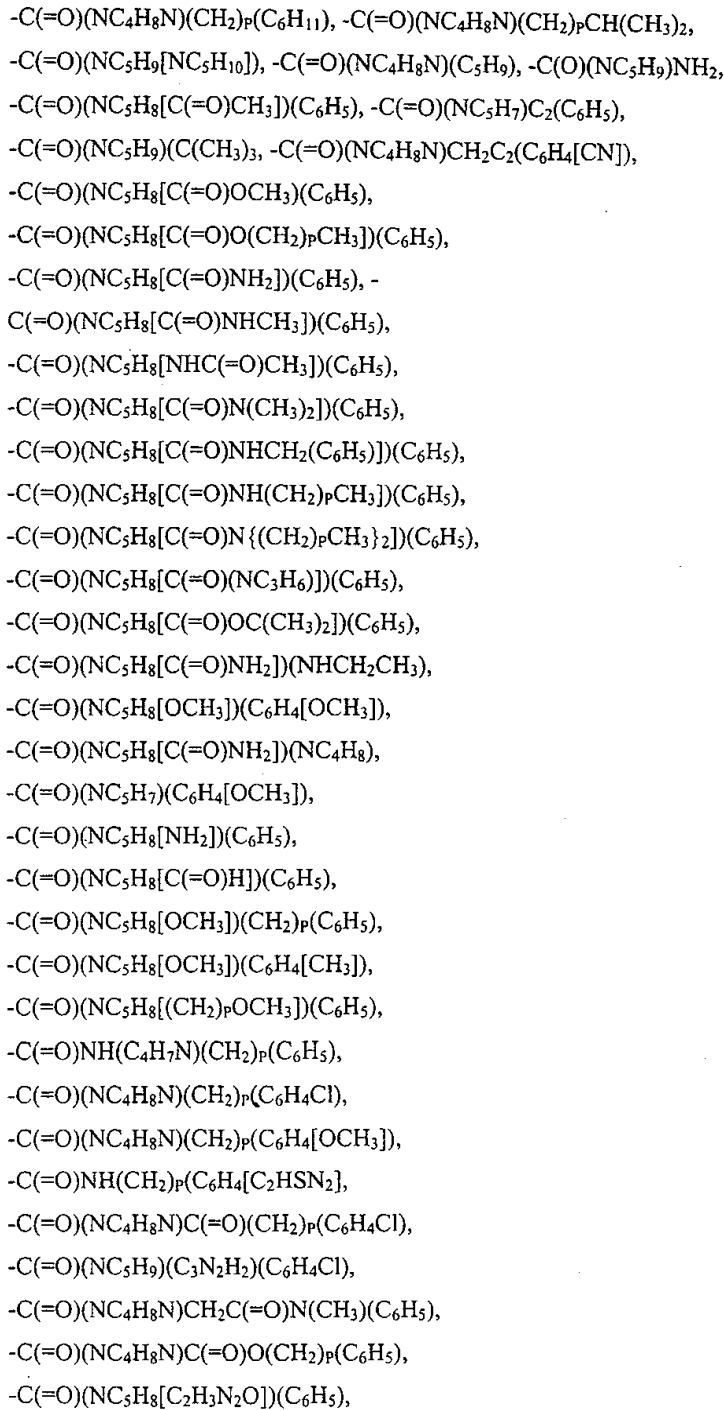 -C(=O)(NC₄H₈N)(CH₂)ₚ(C₆H₁₁), -C(=O)(NC₄H₈N)(CH₂)ₚCH(CH₃)₂,
-C(=O)(NC₅H₉[NC₅H₁₀]), -C(=O)(NC₄H₈N)(C₅H₉), -C(O)(NC₅H₉)NH₂,
-C(=O)(NC₅H₈[C(=O)CH₃])(C₆H₅), -C(=O)(NC₅H₇)C₂(C₆H₅),
-C(=O)(NC₅H₉)(C(CH₃)₃, -C(=O)(NC₄H₈N)CH₂C₂(C₆H₄[CN]),
-C(=O)(NC₅H₈[C(=O)OCH₃)(C₆H₅),
-C(=O)(NC₅H₈[C(=O)O(CH₂)ₚCH₃])(C₆H₅),
-C(=O)(NC₅H₈[C(=O)NH₂])(C₆H₅), -
C(=O)(NC₅H₈[C(=O)NHCH₃])(C₆H₅),
-C(=O)(NC₅H₈[NHC(=O)CH₃])(C₆H₅),
-C(=O)(NC₅H₈[C(=O)N(CH₃)₂])(C₆H₅),
-C(=O)(NC₅H₈[C(=O)NHCH₂(C₆H₅)])(C₆H₅),
-C(=O)(NC₅H₈[C(=O)NH(CH₂)ₚCH₃])(C₆H₅),
-C(=O)(NC₅H₈[C(=O)N{(CH₂)ₚCH₃}₂])(C₆H₅),
-C(=O)(NC₅H₈[C(=O)(NC₃H₆)])(C₆H₅),
-C(=O)(NC₅H₈[C(=O)OC(CH₃)₂])(C₆H₅),
-C(=O)(NC₅H₈[C(=O)NH₂])(NHCH₂CH₃),
-C(=O)(NC₅H₈[OCH₃])(C₆H₄[OCH₃]),
-C(=O)(NC₅H₈[C(=O)NH₂])(NC₄H₈),
-C(=O)(NC₅H₇)(C₆H₄[OCH₃]),
-C(=O)(NC₅H₈[NH₂])(C₆H₅),
-C(=O)(NC₅H₈[C(=O)H])(C₆H₅),
-C(=O)(NC₅H₈[OCH₃])(CH₂)ₚ(C₆H₅),
-C(=O)(NC₅H₈[OCH₃])(C₆H₄[CH₃]),
-C(=O)(NC₅H₈[(CH₂)ₚOCH₃])(C₆H₅),
-C(=O)NH(C₄H₇N)(CH₂)ₚ(C₆H₅),
-C(=O)(NC₄H₈N)(CH₂)ₚ(C₆H₄Cl),
-C(=O)(NC₄H₈N)(CH₂)ₚ(C₆H₄[OCH₃]),
-C(=O)NH(CH₂)ₚ(C₆H₄[C₂HSN₂],
-C(=O)(NC₄H₈N)C(=O)(CH₂)ₚ(C₆H₄Cl),
-C(=O)(NC₅H₉)(C₃N₂H₂)(C₆H₄Cl),
-C(=O)(NC₄H₈N)CH₂C(=O)N(CH₃)(C₆H₅),
-C(=O)(NC₄H₈N)C(=O)O(CH₂)ₚ(C₆H₅),
-C(=O)(NC₅H₈[C₂H₃N₂O])(C₆H₅),